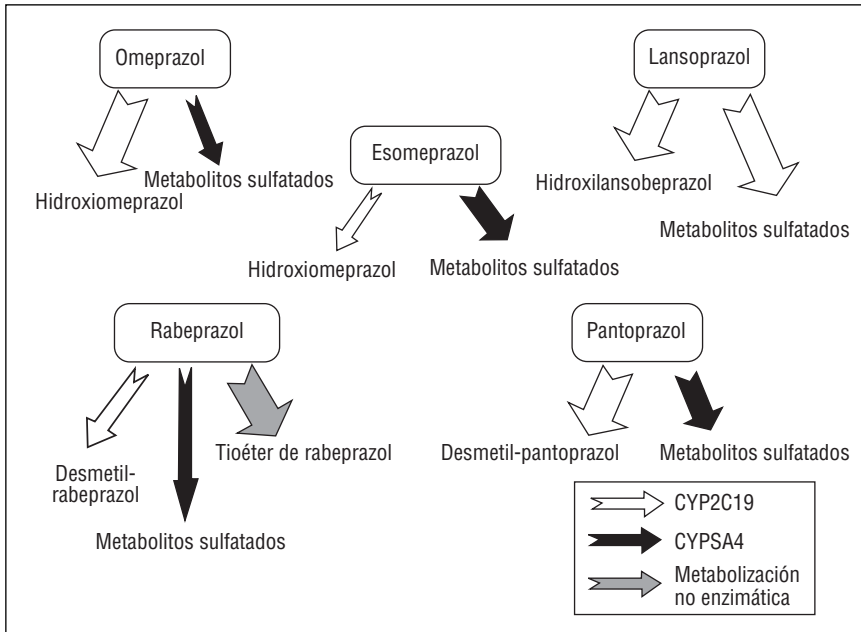 Omeprazol
Lansoprazol
Hidroxiomeprazol
Metabolitos sulfatados
Esomeprazol
Hidroxilansobeprazol
Metabolitos sulfatados
Hidroxiomeprazol
Metabolitos sulfatados
Rabeprazol
Pantoprazol
Desmetil-
rabeprazol
Metabolitos sulfatados
Tioéter de rabeprazol
Desmetil-pantoprazol
Metabolitos sulfatados
CYP2C19
CYPSA4
Metabolización
no enzimática